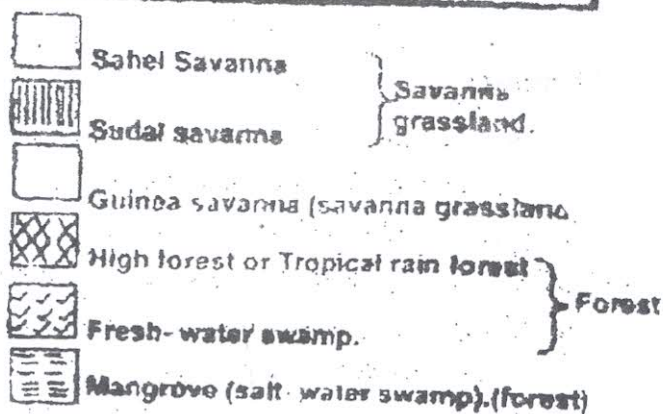 Sahel Savanna
Savanna
grassland.
Sudal savanna
Guinea savanna (savanna grassland
High forest or Tropical rain forest
Forest
Fresh- water swamp.
Mangrove (salt- water swamp).(forest)